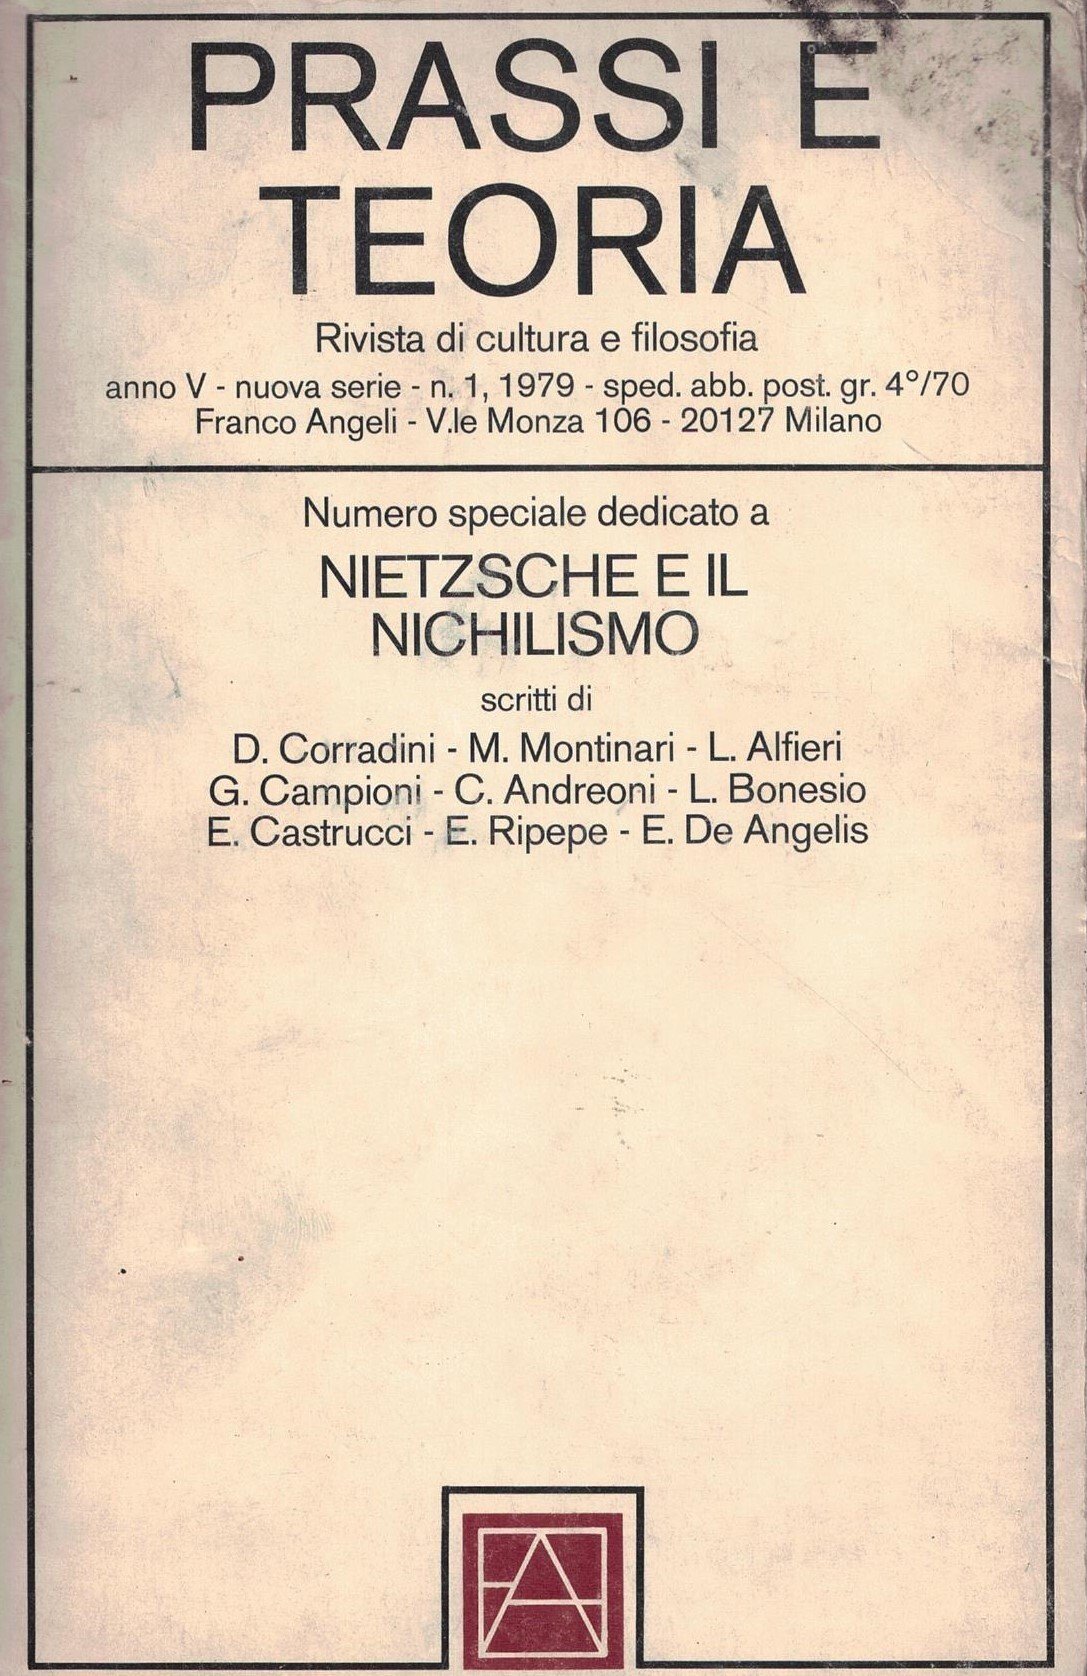 PRASSI E
TEORIA
Rivista di cultura e filosofia
anno V - nuova serie - n. 1, 1979 - sped. abb. post. gr. 4°/70
Franco Angeli - V.le Monza 106 - 20127 Milano
Numero speciale dedicato a
NIETZSCHE E IL
NICHILISMO
scritti di
D. Corradini - M. Montinari - L. Alfieri
G. Campioni - C. Andreoni - L. Bonesio
E. Castrucci - E. Ripepe - E. De Angelis
FA